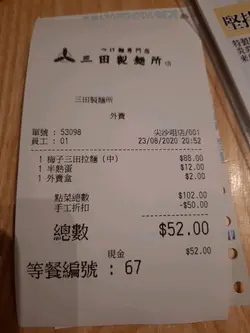 つけ麺専門店
三田製麺所
三田製麵所
外賣
單號 : 53098 尖沙咀店/001
員工 : 01 23/08/2020 20:52
1 梅子三田拉麵 (中) $88.00
1 半熟蛋 $12.00
1 外賣盒 $2.00
點菜總數 $102.00
手工折扣 -$50.00
總數 $52.00
現金 $52.00
等餐編號 : 67